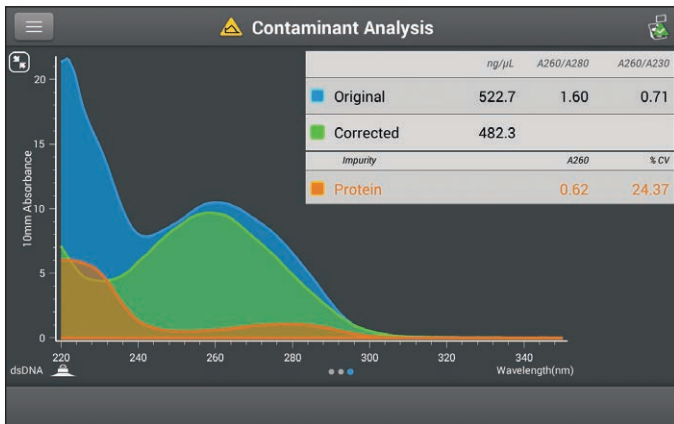 Contaminant Analysis
ng/µL A260/A280 A260/A230
Original 522.7 1.60 0.71
Corrected 482.3
Impurity A260 % CV
Protein 0.62 24.37
10mm Absorbance
20
15
10
5
0
220 240 260 280 300 320 340
dsDNA
Wavelength(nm)